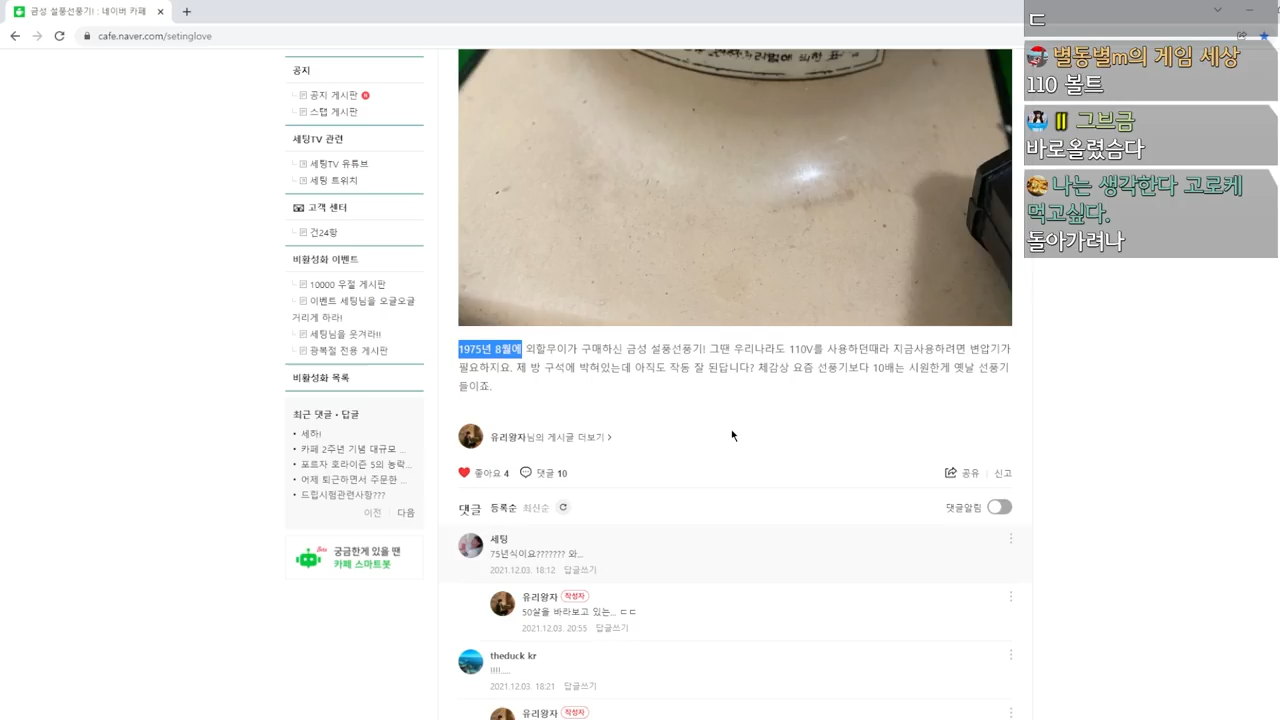 금성 설풍선풍기! : 네이버 카페
cafe.naver.com/setinglove
공지
공지 게시판
스탭 게시판
세팅TV 관련
세팅TV 유튜브
세팅 트위치
고객 센터
건24항
비활성화 이벤트
10000 우절 게시판
이벤트 세팅님을 오글오글
거리게 하라!
세팅님을 웃겨라!!
광복절 전용 게시판
비활성화 목록
최근 댓글 · 답글
세하!
카페 2주년 기념 대규모 ...
포르자 호라이즌 5의 농락...
어제 퇴근하면서 주문한 ...
드립시험관련사항???
이전
다음
궁금한게 있을 땐
카페 스마트봇
1975년 8월에 외할무이가 구매하신 금성 설풍선풍기! 그땐 우리나라도 110V를 사용하던때라 지금사용하려면 변압기가
필요하지요. 제 방 구석에 박혀있는데 아직도 작동 잘 된답니다? 체감상 요즘 선풍기보다 10배는 시원한게 옛날 선풍기
들이죠.
유리왕자님의 게시글 더보기 >
좋아요 4 댓글 10
공유 신고
댓글 등록순 최신순
댓글알림
세팅
75년식이요??????? 와...
2021.12.03. 18:12 답글쓰기
유리왕자 작성자
50살을 바라보고 있는... ㄷㄷ
2021.12.03. 20:55 답글쓰기
theduck kr
!!!!....
2021.12.03. 18:21 답글쓰기
유리왕자 작성자
ㄷ
별동별m의 게임 세상
110 볼트
그브금
바로올렸슴다
나는 생각한다 고로케
먹고싶다.
돌아가려나